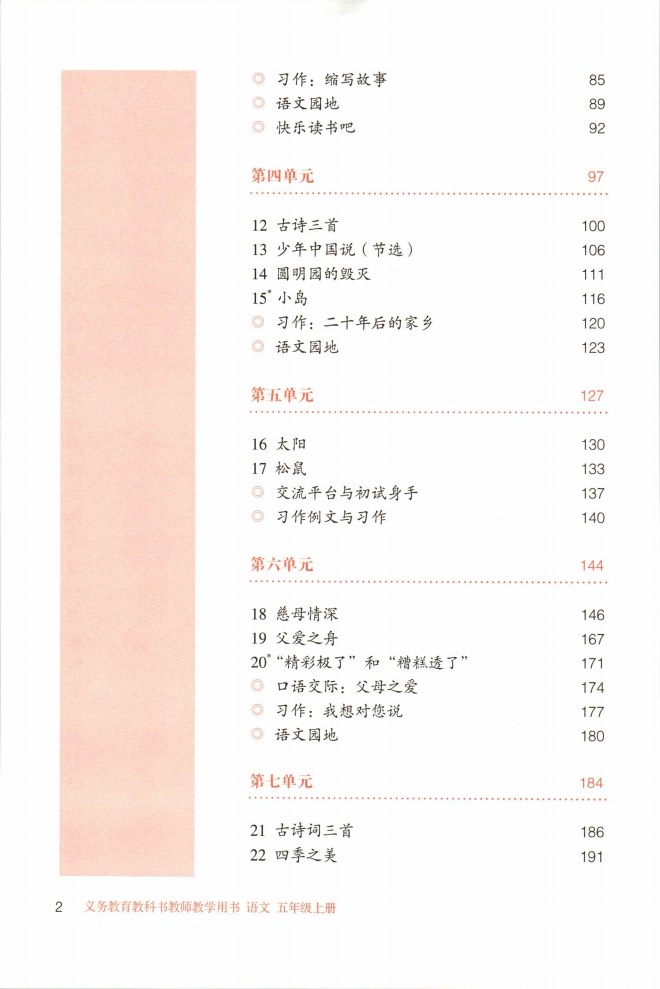 ◎ 习作：缩写故事 85
◎ 语文园地 89
◎ 快乐读书吧 92
第四单元 97
12 古诗三首 100
13 少年中国说（节选） 106
14 圆明园的毁灭 111
15* 小岛 116
◎ 习作：二十年后的家乡 120
◎ 语文园地 123
第五单元 127
16 太阳 130
17 松鼠 133
◎ 交流平台与初试身手 137
◎ 习作例文与习作 140
第六单元 144
18 慈母情深 146
19 父爱之舟 167
20* “精彩极了”和“糟糕透了” 171
◎ 口语交际：父母之爱 174
◎ 习作：我想对您说 177
◎ 语文园地 180
第七单元 184
21 古诗词三首 186
22 四季之美 191
2 义务教育教科书教师教学用书 语文 五年级上册